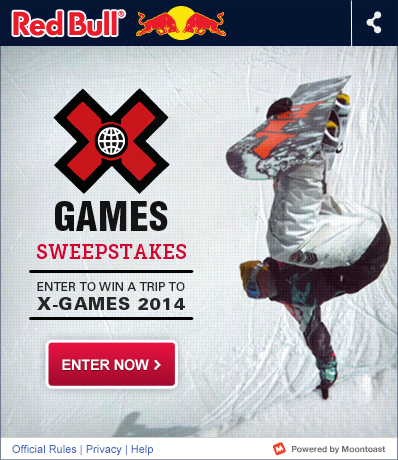 Red Bull®
X
GAMES
SWEEPSTAKES
ENTER TO WIN A TRIP TO
X-GAMES 2014
ENTER NOW >
Official Rules | Privacy | Help
Powered by Moontoast